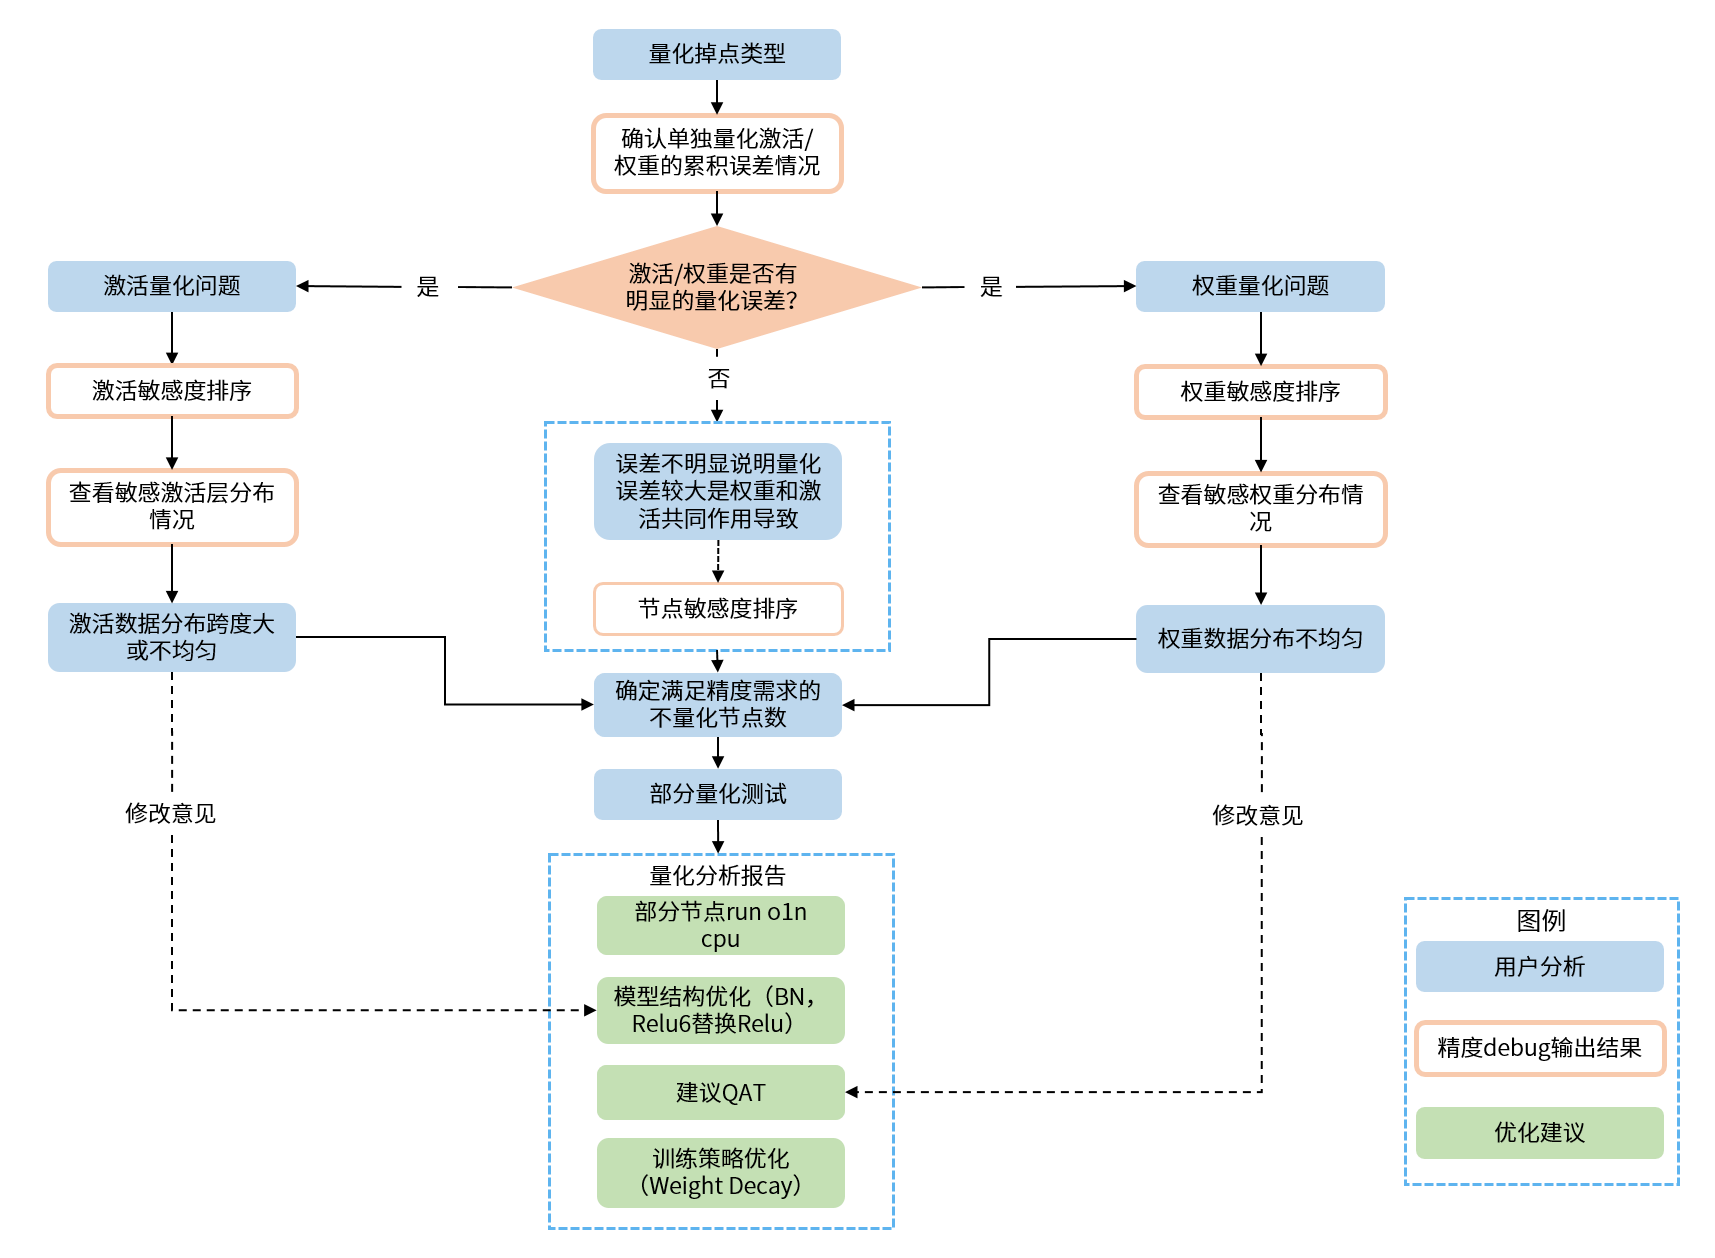 量化掉点类型
确认单独量化激活/
权重的累积误差情况
激活/权重是否有
明显的量化误差?
是
是
否
激活量化问题
激活敏感度排序
查看敏感激活层分布
情况
激活数据分布跨度大
或不均匀
修改意见
误差不明显说明量化
误差较大是权重和激
活共同作用导致
节点敏感度排序
确定满足精度需求的
不量化节点数
部分量化测试
权重量化问题
权重敏感度排序
查看敏感权重分布情
况
权重数据分布不均匀
修改意见
量化分析报告
部分节点run o1n
cpu
模型结构优化（BN，
Relu6替换Relu）
建议QAT
训练策略优化
（Weight Decay）
图例
用户分析
精度debug输出结果
优化建议